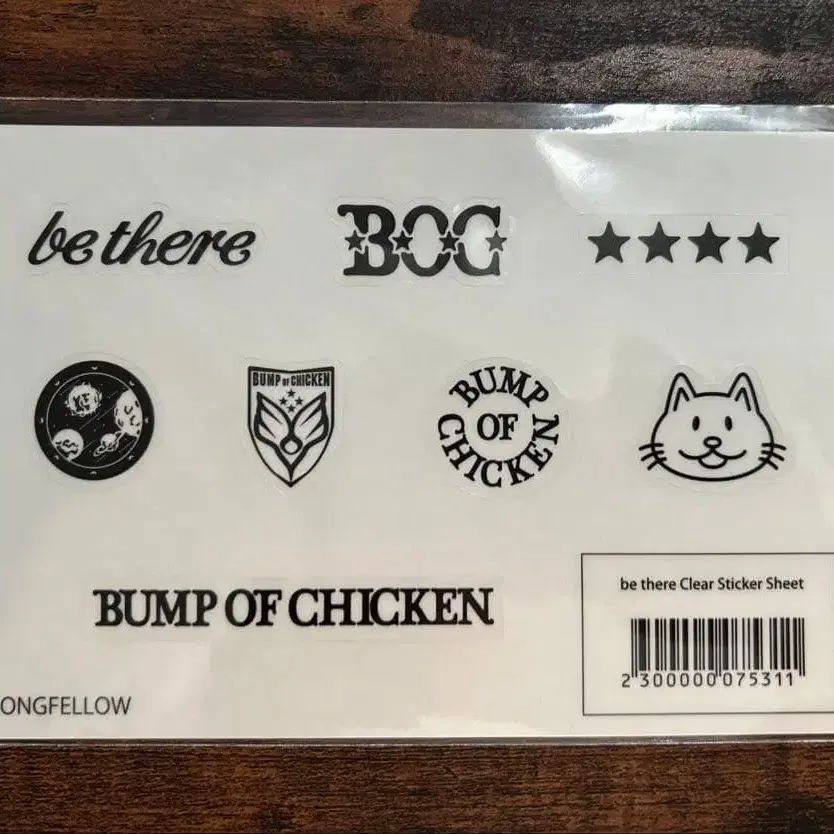 be there
BOC
BUMP OF CHICKEN
BUMP
OF
CHICKEN
BUMP OF CHICKEN
be there Clear Sticker Sheet
2 300000 075311
ONGFELLOW